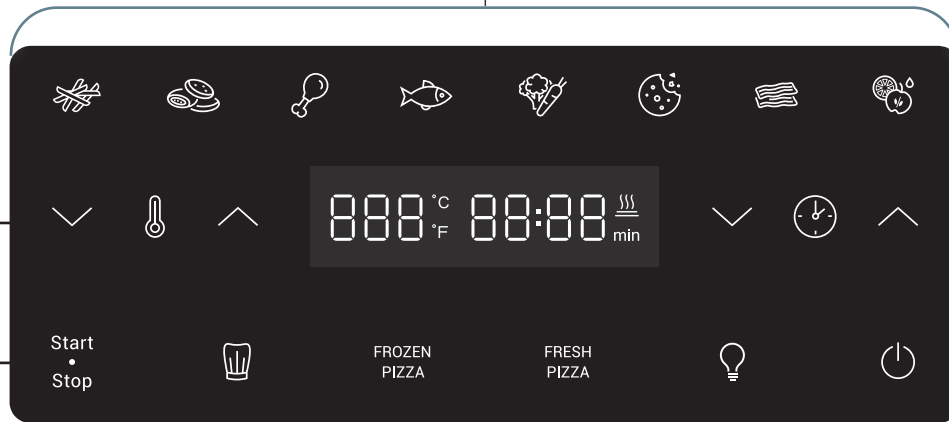 888 °C 88:88
°F min
Start
•
Stop
FROZEN
PIZZA
FRESH
PIZZA